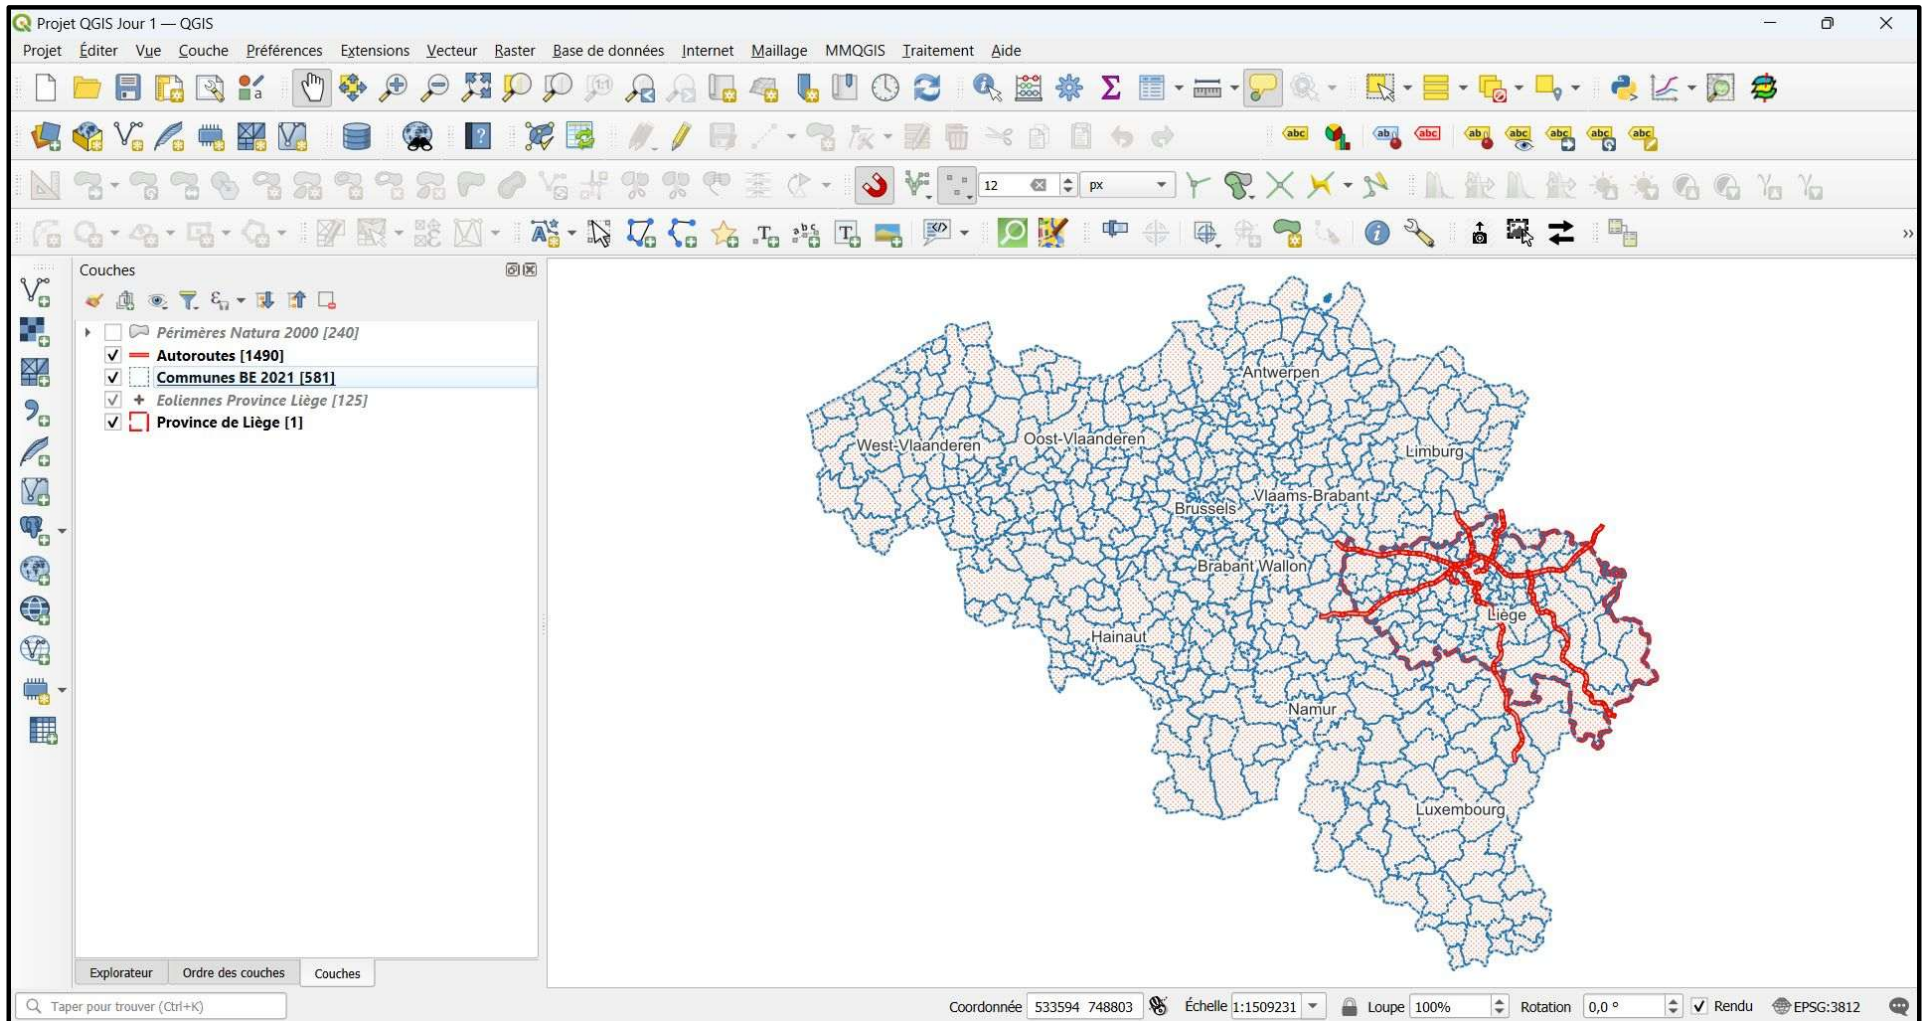 Projet QGIS Jour 1 — QGIS
Projet Éditer Vue Couche Préférences Extensions Vecteur Raster Base de données Internet Maillage MMQGIS Traitement Aide
12 px
Couches
Périmères Natura 2000 [240]
Autoroutes [1490]
Communes BE 2021 [581]
Eoliennes Province Liège [125]
Province de Liège [1]
Antwerpen
West-Vlaanderen
Oost-Vlaanderen
Limburg
Vlaams-Brabant
Brussels
Brabant Wallon
Liège
Hainaut
Namur
Luxembourg
Explorateur Ordre des couches Couches
Taper pour trouver (Ctrl+K) Coordonnée 533594 748803 Échelle 1:1509231 Loupe 100% Rotation 0,0 ° Rendu EPSG:3812